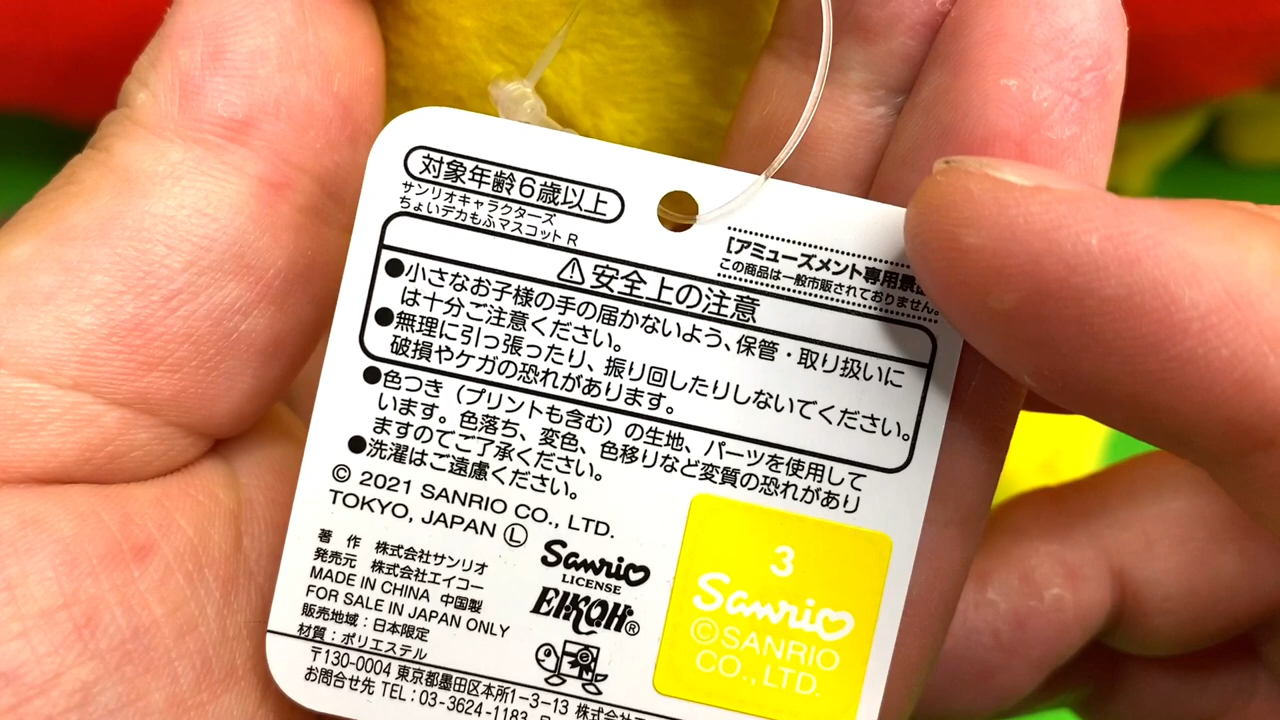 対象年齢6歳以上
サンリオキャラクターズ
ちょいデカもふマスコット R
[アミューズメント専用景
この商品は一般市販されておりません。
⚠安全上の注意
●小さなお子様の手の届かないよう、保管・取り扱いに
は十分ご注意ください。
●無理に引っ張ったり、振り回したりしないでください。
破損やケガの恐れがあります。
●色つき（プリントも含む）の生地、パーツを使用して
います。色落ち、変色、色移りなど変質の恐れがあり
ますのでご了承ください。
●洗濯はご遠慮ください。
© 2021 SANRIO CO., LTD.
TOKYO, JAPAN Ⓛ
著 作 株式会社サンリオ
発売元 株式会社エイコー
MADE IN CHINA 中国製
FOR SALE IN JAPAN ONLY
販売地域：日本限定
材質：ポリエステル
〒130-0004 東京都墨田区本所1-3-13 株式会社
お問合せ先 TEL：03-3624-1183
Sanrio
LICENSE
EIKOH®
3
Sanrio
©SANRIO
CO., LTD.